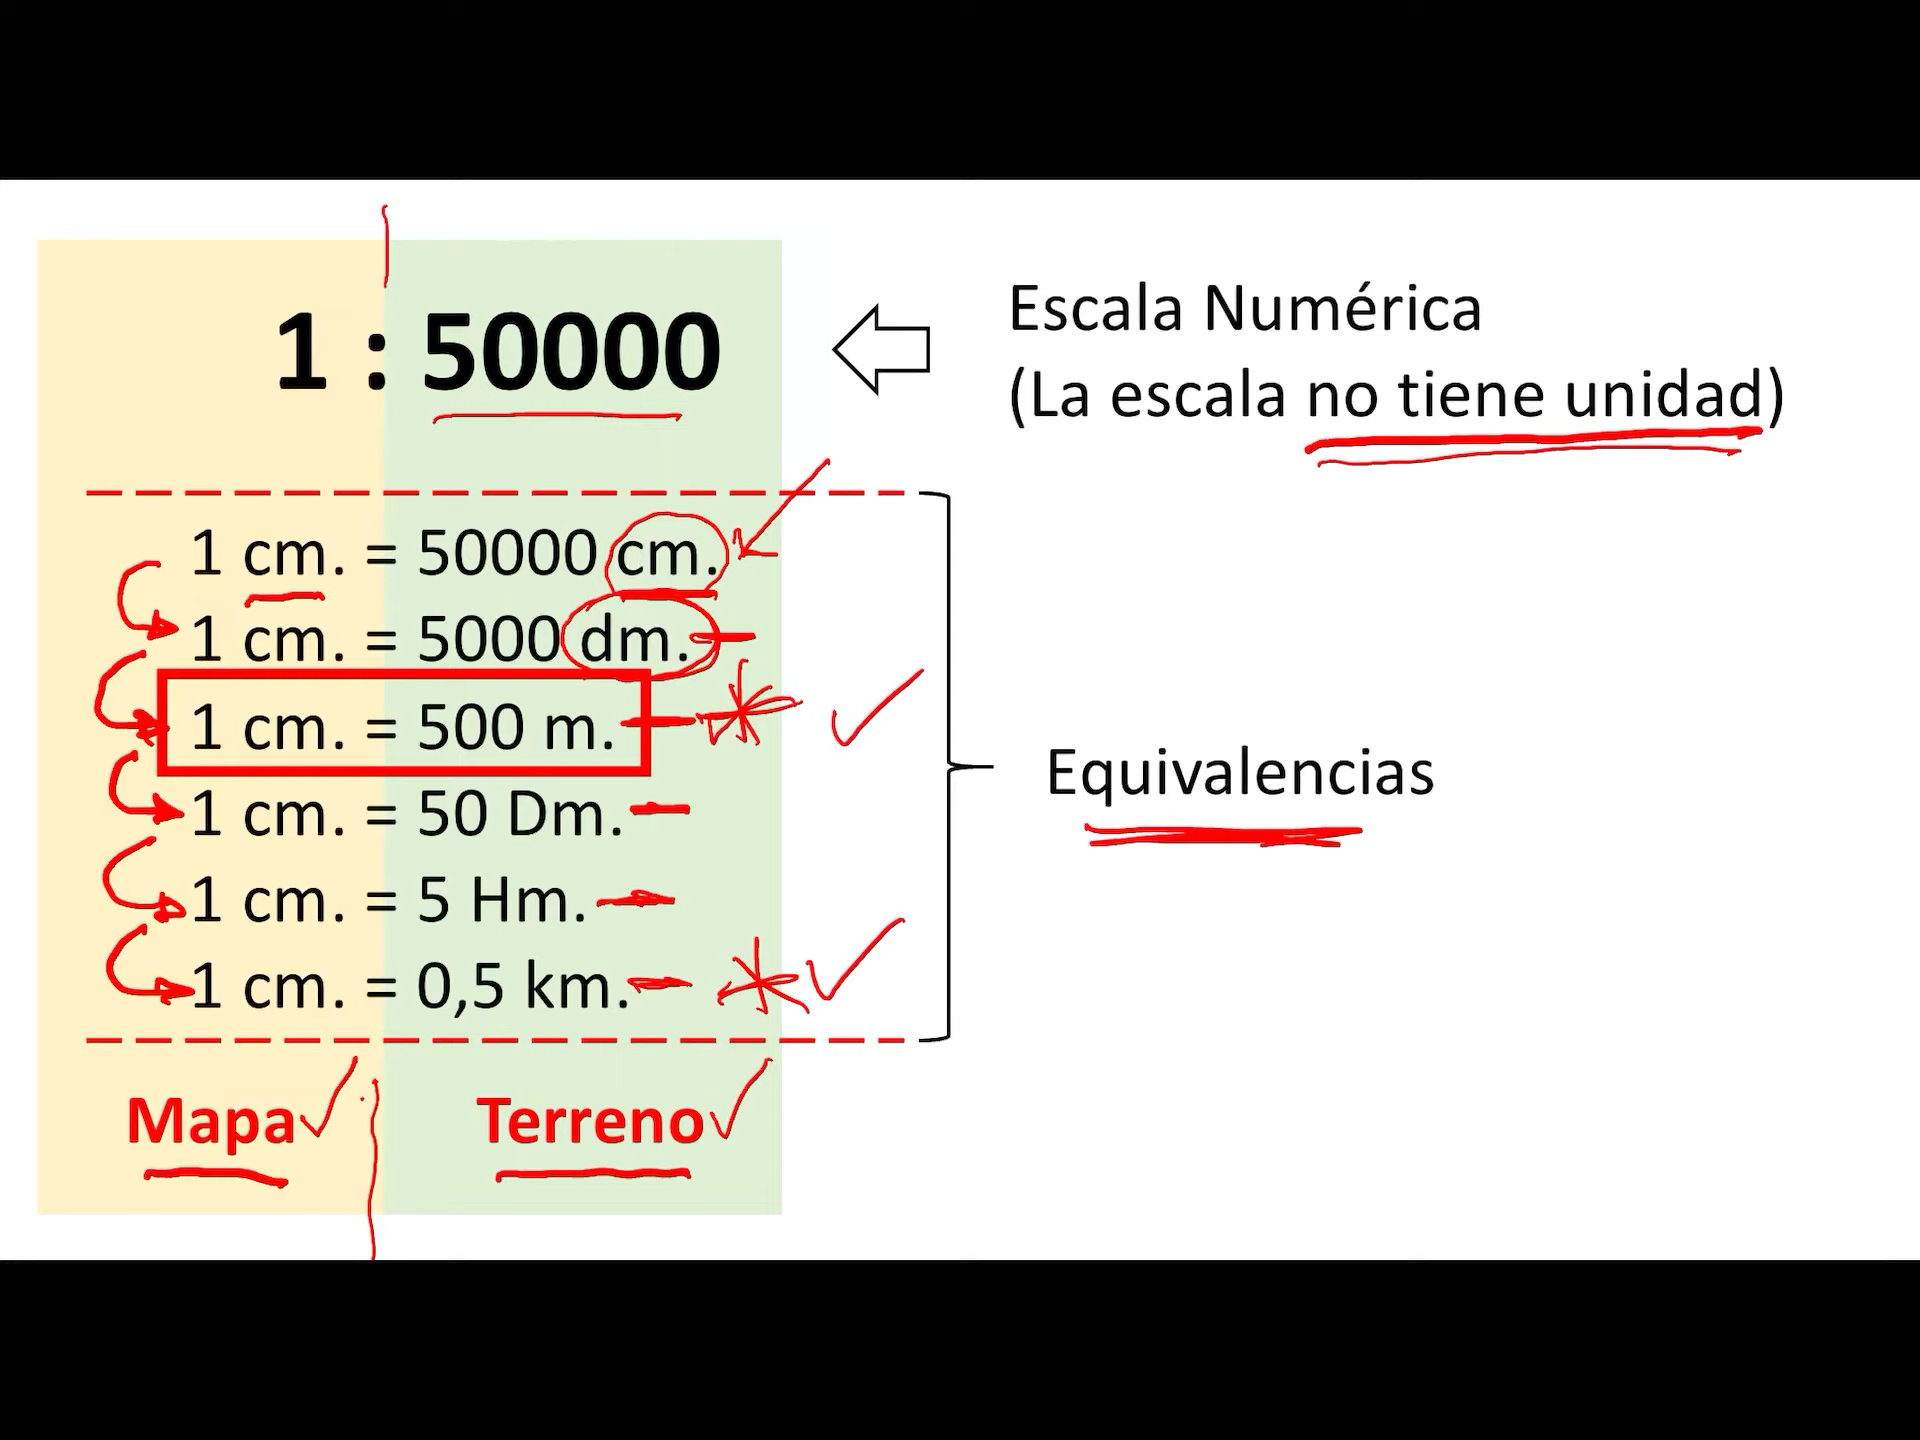 1 : 50000
Escala Numérica
(La escala no tiene unidad)
1 cm. = 50000 cm.
1 cm. = 5000 dm.
1 cm. = 500 m.
1 cm. = 50 Dm.
1 cm. = 5 Hm.
1 cm. = 0,5 km.
Equivalencias
Mapa
Terreno